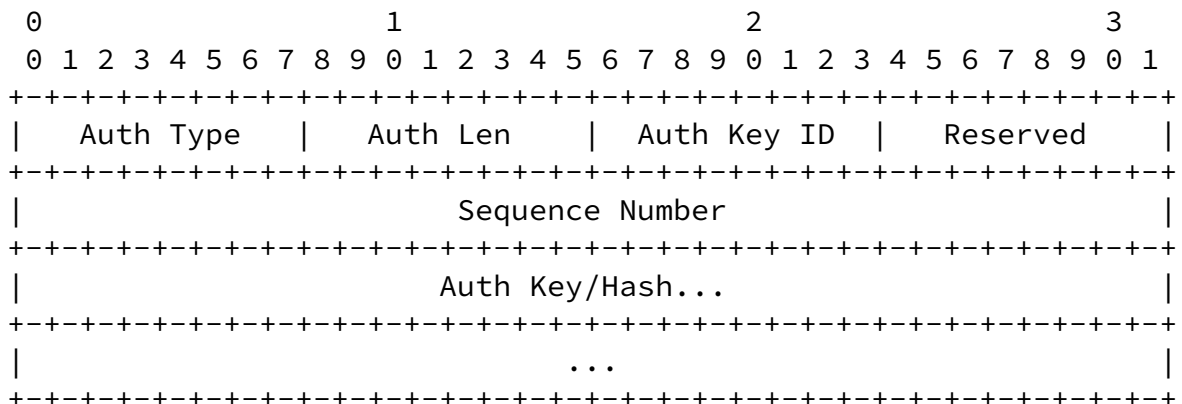 0                   1                   2                   3
 0 1 2 3 4 5 6 7 8 9 0 1 2 3 4 5 6 7 8 9 0 1 2 3 4 5 6 7 8 9 0 1
+-+-+-+-+-+-+-+-+-+-+-+-+-+-+-+-+-+-+-+-+-+-+-+-+-+-+-+-+-+-+-+-+
|   Auth Type   |   Auth Len    |  Auth Key ID  |   Reserved    |
+-+-+-+-+-+-+-+-+-+-+-+-+-+-+-+-+-+-+-+-+-+-+-+-+-+-+-+-+-+-+-+-+
|                        Sequence Number                        |
+-+-+-+-+-+-+-+-+-+-+-+-+-+-+-+-+-+-+-+-+-+-+-+-+-+-+-+-+-+-+-+-+
|                       Auth Key/Hash...                        |
+-+-+-+-+-+-+-+-+-+-+-+-+-+-+-+-+-+-+-+-+-+-+-+-+-+-+-+-+-+-+-+-+
|                              ...                              |
+-+-+-+-+-+-+-+-+-+-+-+-+-+-+-+-+-+-+-+-+-+-+-+-+-+-+-+-+-+-+-+-+